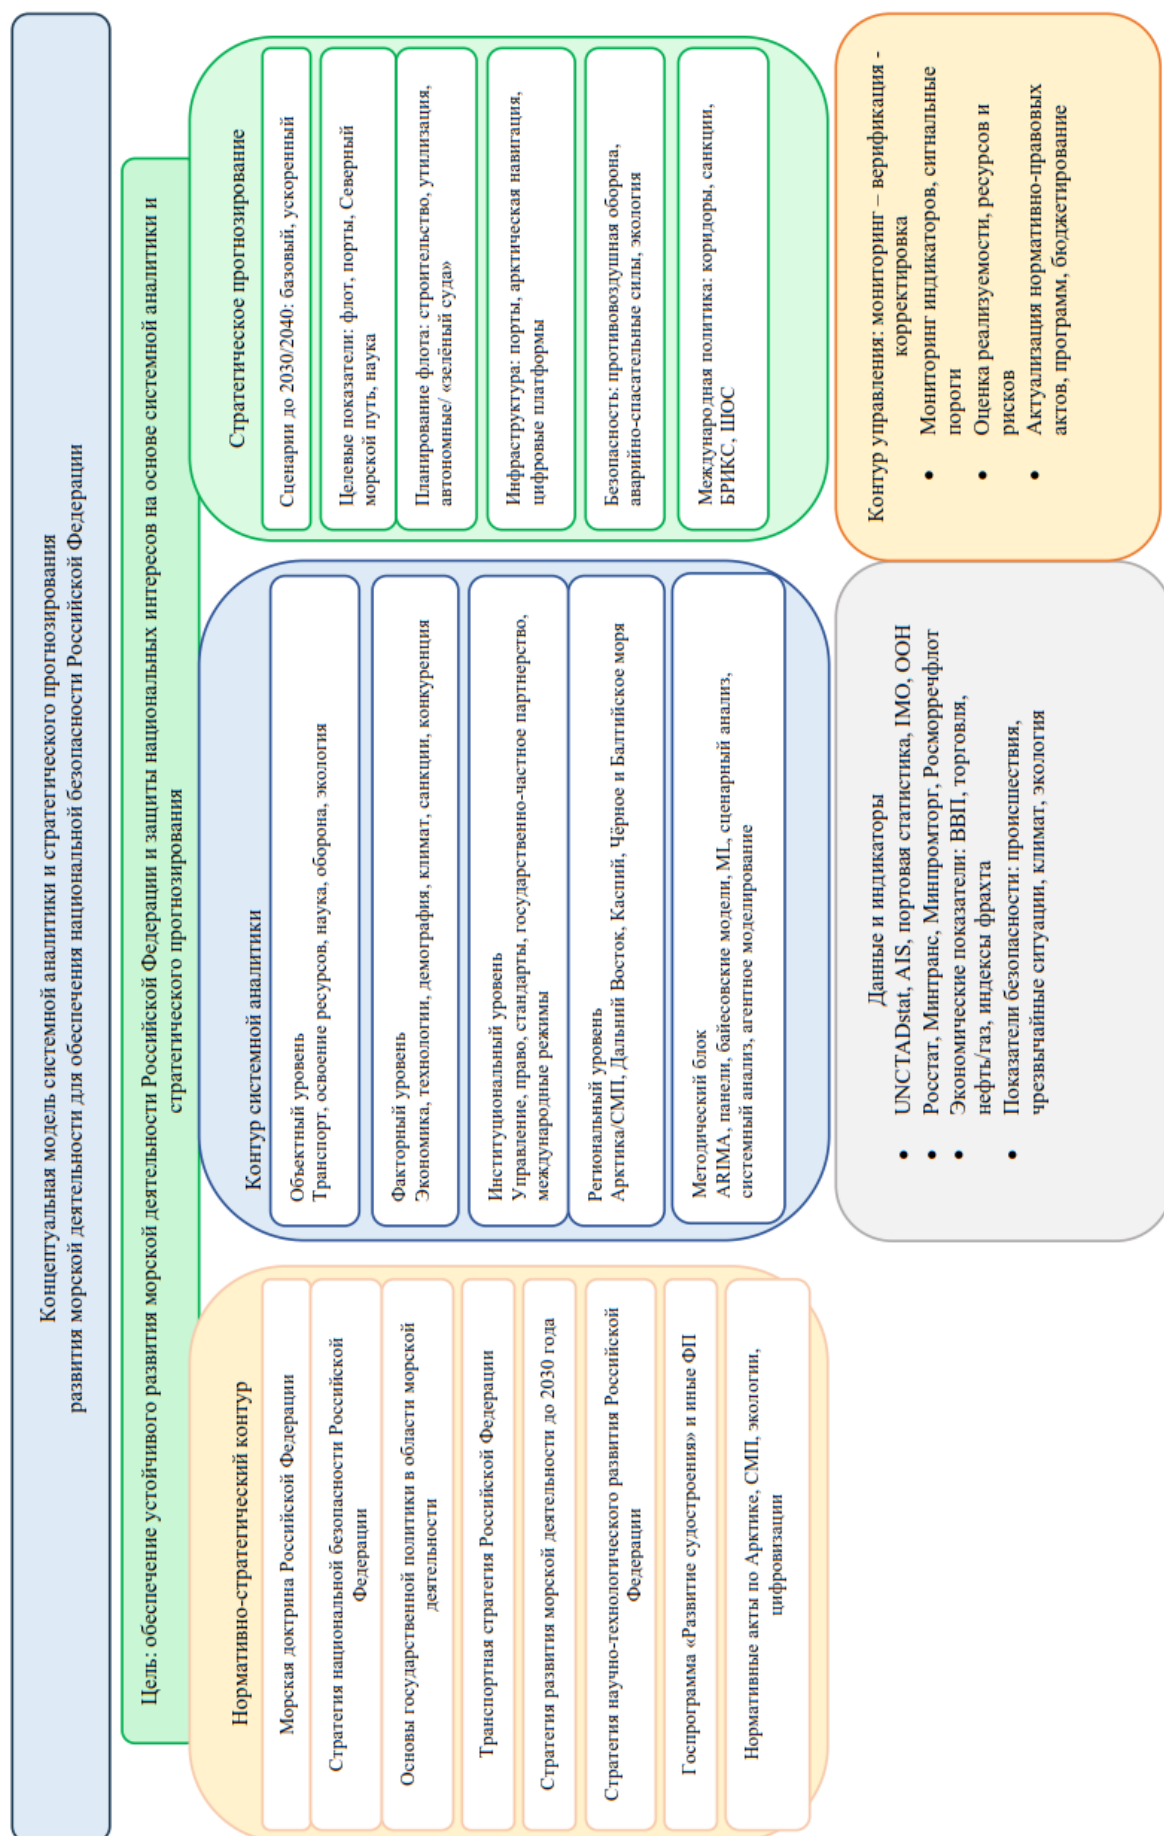 Концептуальная модель системной аналитики и стратегического прогнозирования
развития морской деятельности для обеспечения национальной безопасности Российской Федерации
Цель: обеспечение устойчивого развития морской деятельности Российской Федерации и защиты национальных интересов на основе системной аналитики и
стратегического прогнозирования
Нормативно-стратегический контур
Морская доктрина Российской Федерации
Стратегия национальной безопасности Российской
Федерации
Основы государственной политики в области морской
деятельности
Транспортная стратегия Российской Федерации
Стратегия развития морской деятельности до 2030 года
Стратегия научно-технологического развития Российской
Федерации
Госпрограмма «Развитие судостроения» и иные ФП
Нормативные акты по Арктике, СМП, экологии,
цифровизации
Контур системной аналитики
Объектный уровень
Транспорт, освоение ресурсов, наука, оборона, экология
Факторный уровень
Экономика, технологии, демография, климат, санкции, конкуренция
Институциональный уровень
Управление, право, стандарты, государственно-частное партнерство,
международные режимы
Региональный уровень
Арктика/СМП, Дальний Восток, Каспий, Чёрное и Балтийское моря
Методический блок
ARIMA, панели, байесовские модели, ML, сценарный анализ,
системный анализ, агентное моделирование
Стратегическое прогнозирование
Сценарии до 2030/2040: базовый, ускоренный
Целевые показатели: флот, порты, Северный
морской путь, наука
Планирование флота: строительство, утилизация,
автономные/ «зелёный суда»
Инфраструктура: порты, арктическая навигация,
цифровые платформы
Безопасность: противовоздушная оборона,
аварийно-спасательные силы, экология
Международная политика: коридоры, санкции,
БРИКС, ШОС
Данные и индикаторы
• UNCTADstat, AIS, портовая статистика, IMO, ООН
• Росстат, Минтранс, Минпромторг, Росморречфлот
• Экономические показатели: ВВП, торговля,
нефть/газ, индексы фрахта
• Показатели безопасности: происшествия,
чрезвычайные ситуации, климат, экология
Контур управления: мониторинг – верификация -
корректировка
• Мониторинг индикаторов, сигнальные
пороги
• Оценка реализуемости, ресурсов и
рисков
• Актуализация нормативно-правовых
актов, программ, бюджетирование